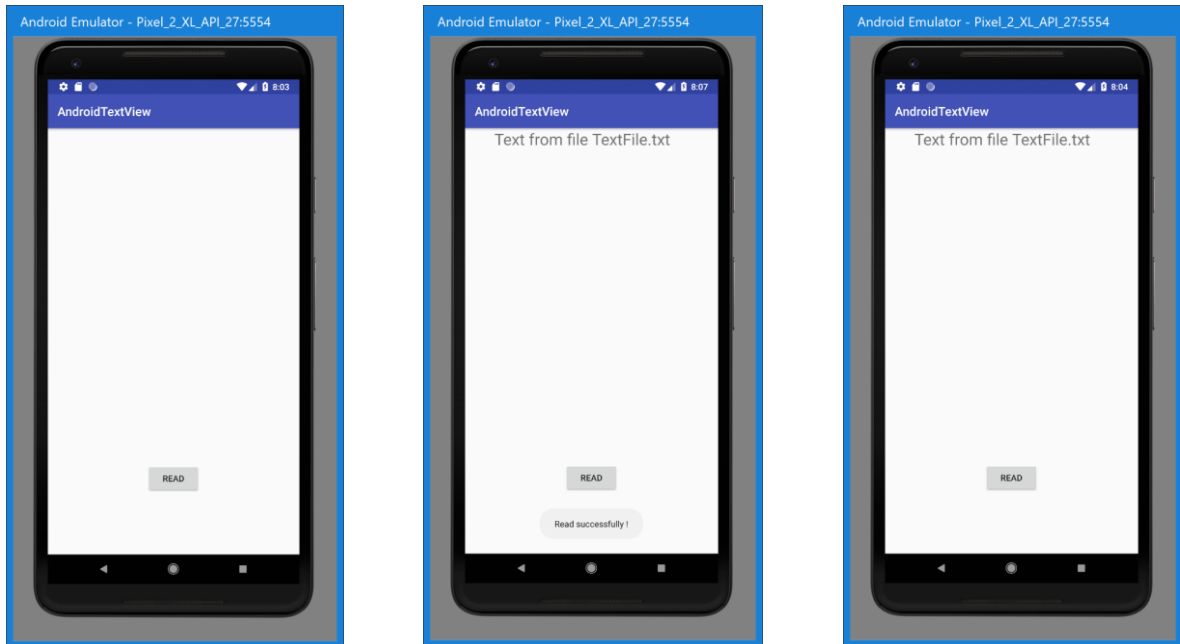 Android Emulator - Pixel_2_XL_API_27:5554
8:03
AndroidTextView
READ
Android Emulator - Pixel_2_XL_API_27:5554
8:07
AndroidTextView
Text from file TextFile.txt
READ
Read successfully !
Android Emulator - Pixel_2_XL_API_27:5554
8:04
AndroidTextView
Text from file TextFile.txt
READ